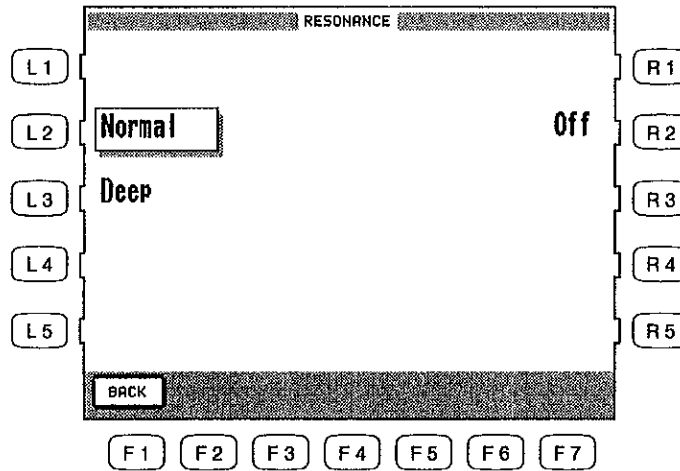 RESONANCE
L1 R1
L2 Normal Off R2
L3 Deep R3
L4 R4
L5 R5
BACK
F1 F2 F3 F4 F5 F6 F7